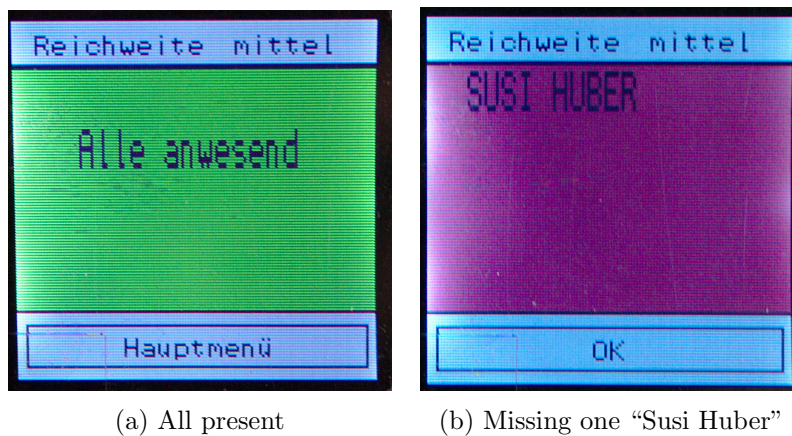 Reichweite mittel
Alle anwesend
Hauptmenü
(a) All present
Reichweite mittel
SUSI HUBER
OK
(b) Missing one “Susi Huber”